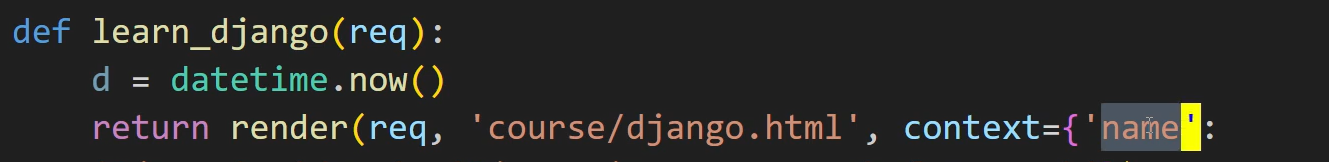 def learn_django(req):
    d = datetime.now()
    return render(req, 'course/django.html', context={'name':